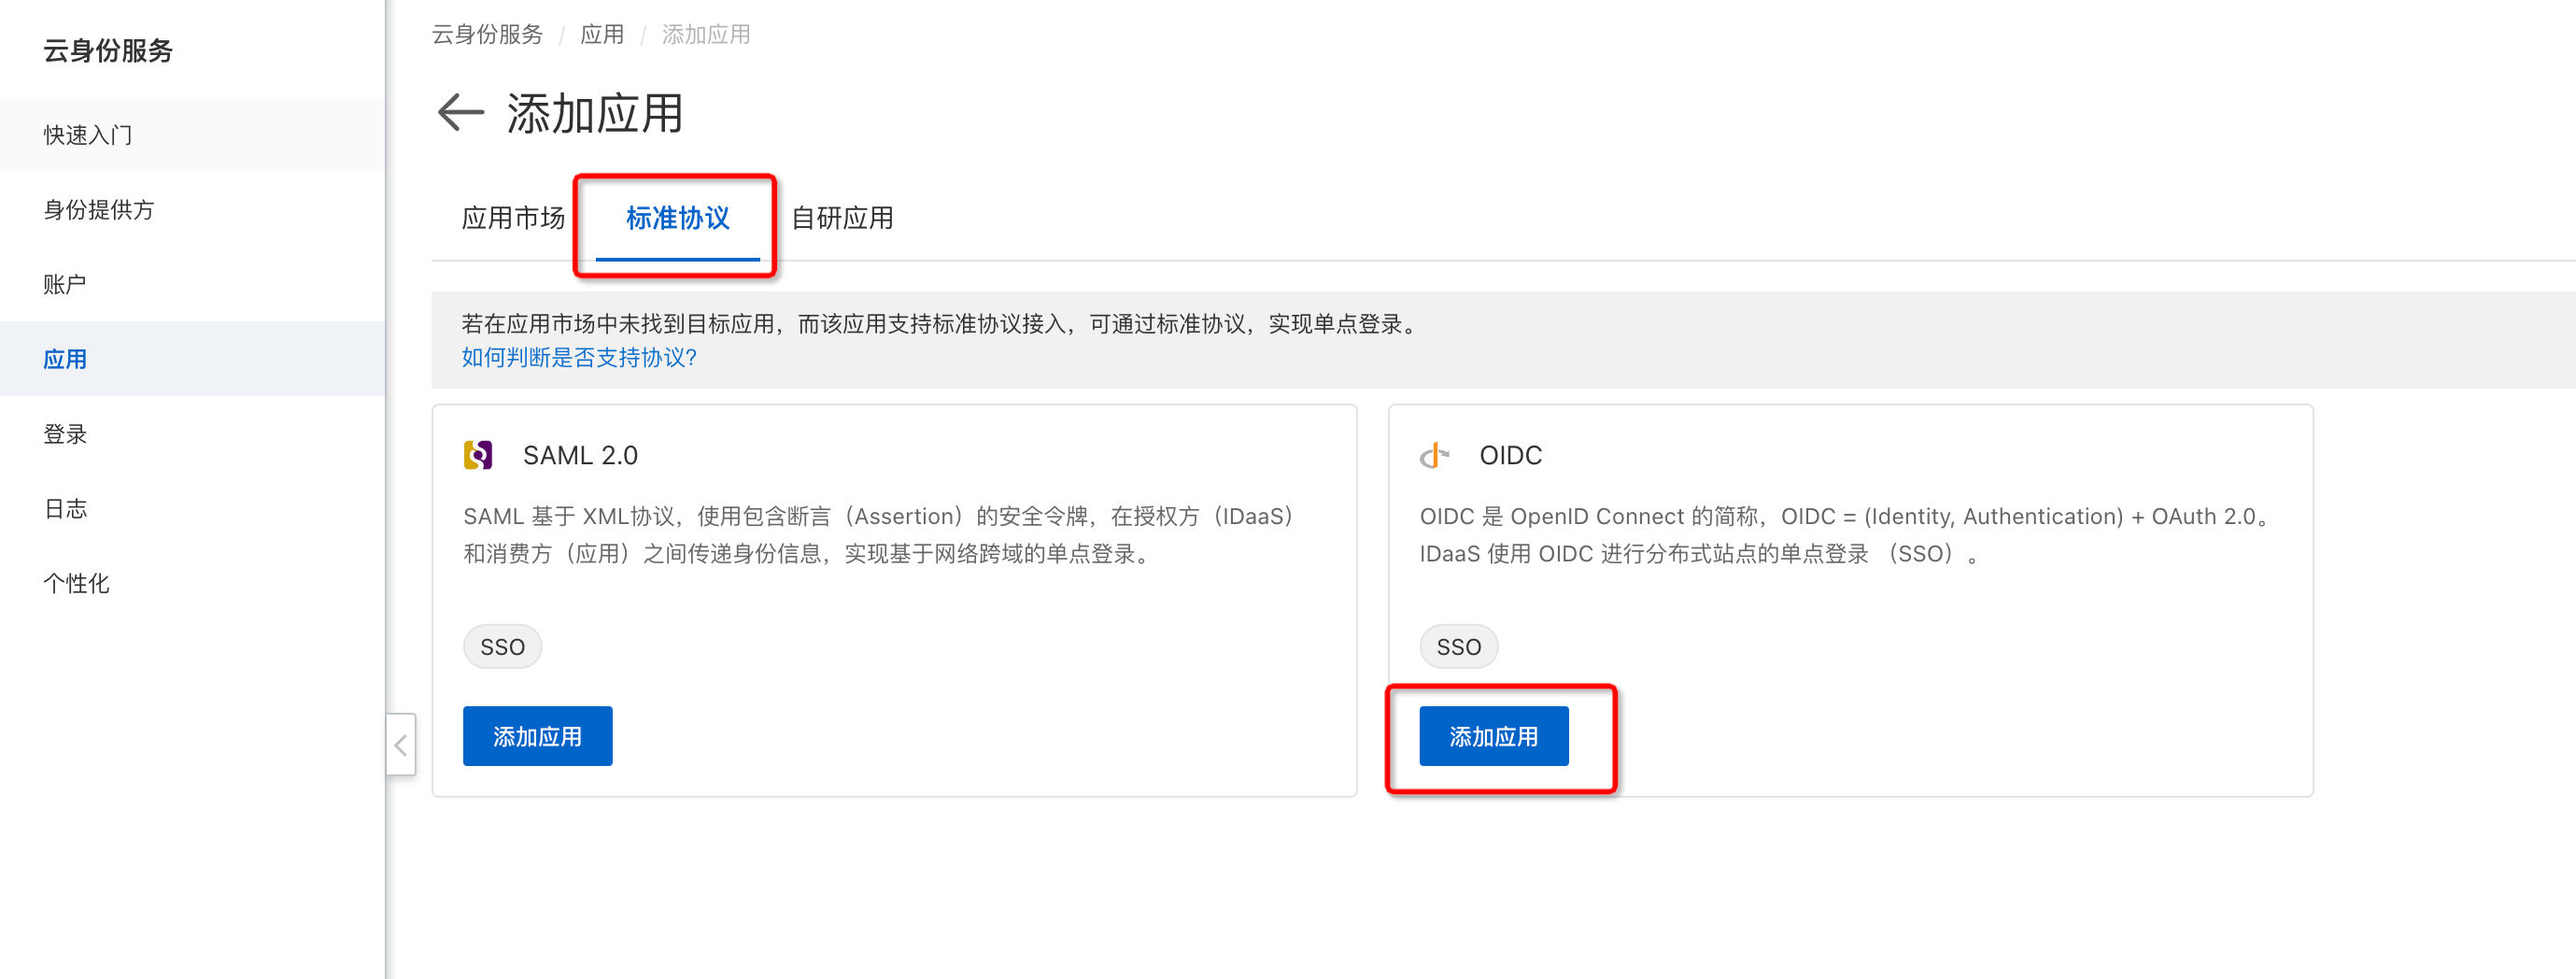 云身份服务
快速入门
身份提供方
账户
应用
登录
日志
个性化
云身份服务 / 应用 / 添加应用
添加应用
应用市场 标准协议 自研应用
若在应用市场中未找到目标应用，而该应用支持标准协议接入，可通过标准协议，实现单点登录。
如何判断是否支持协议?
SAML 2.0
SAML 基于 XML协议，使用包含断言（Assertion）的安全令牌，在授权方（IDaaS）
和消费方（应用）之间传递身份信息，实现基于网络跨域的单点登录。
SSO
添加应用
OIDC
OIDC 是 OpenID Connect 的简称，OIDC = (Identity, Authentication) + OAuth 2.0。
IDaaS 使用 OIDC 进行分布式站点的单点登录 （SSO）。
SSO
添加应用